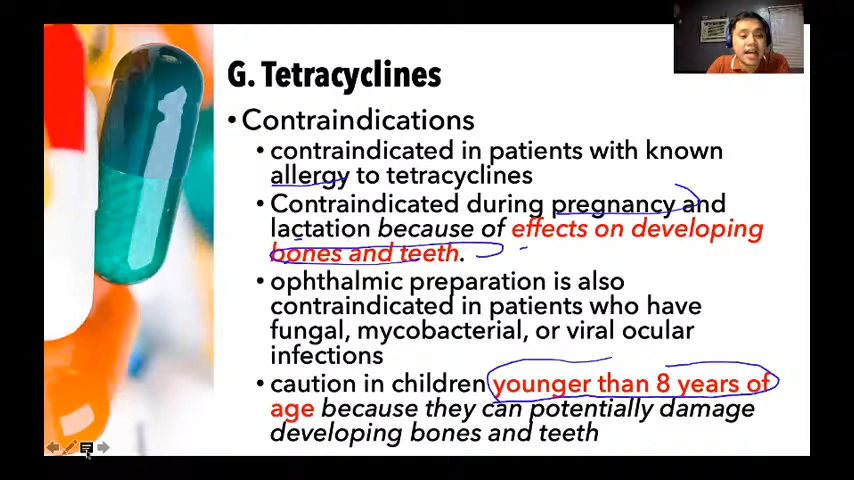 G. Tetracyclines
• Contraindications
• contraindicated in patients with known
allergy to tetracyclines
• Contraindicated during pregnancy and
lactation because of effects on developing
bones and teeth.
• ophthalmic preparation is also
contraindicated in patients who have
fungal, mycobacterial, or viral ocular
infections
• caution in children younger than 8 years of
age because they can potentially damage
developing bones and teeth